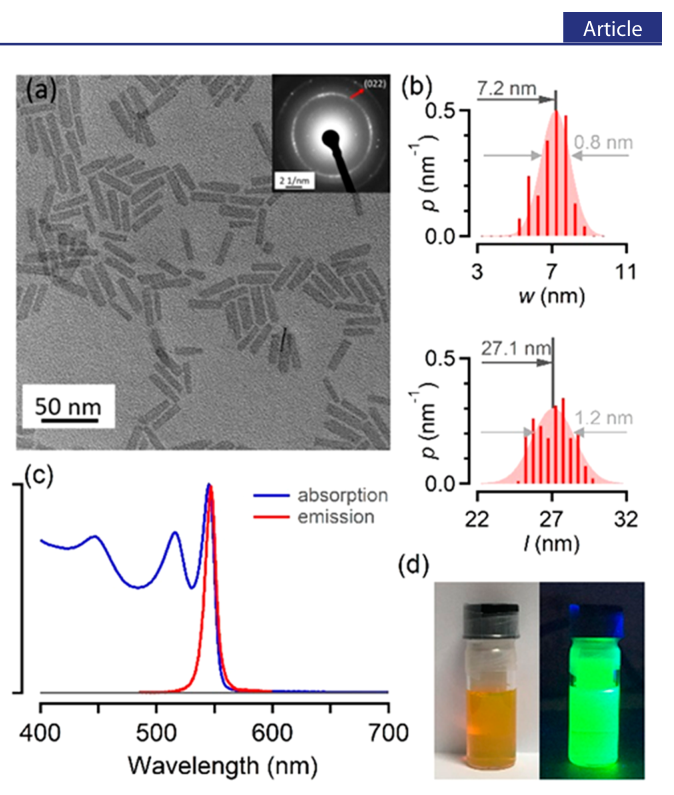 Article
(a)
(022)
2 1/nm
50 nm
(b)
7.2 nm
0.8 nm
0.5
0.0
p (nm⁻¹)
3
7
11
w (nm)
27.1 nm
1.2 nm
0.5
0.0
p (nm⁻¹)
22
27
32
l (nm)
(c)
absorption
emission
400
500
600
700
Wavelength (nm)
(d)